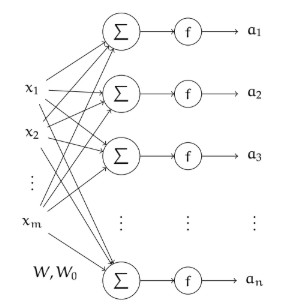 ∑ f a₁
x₁ ∑ f a₂
x₂
∑ f a₃
⋮
xₘ ⋮ ⋮ ⋮
W, W₀ ∑ f aₙ